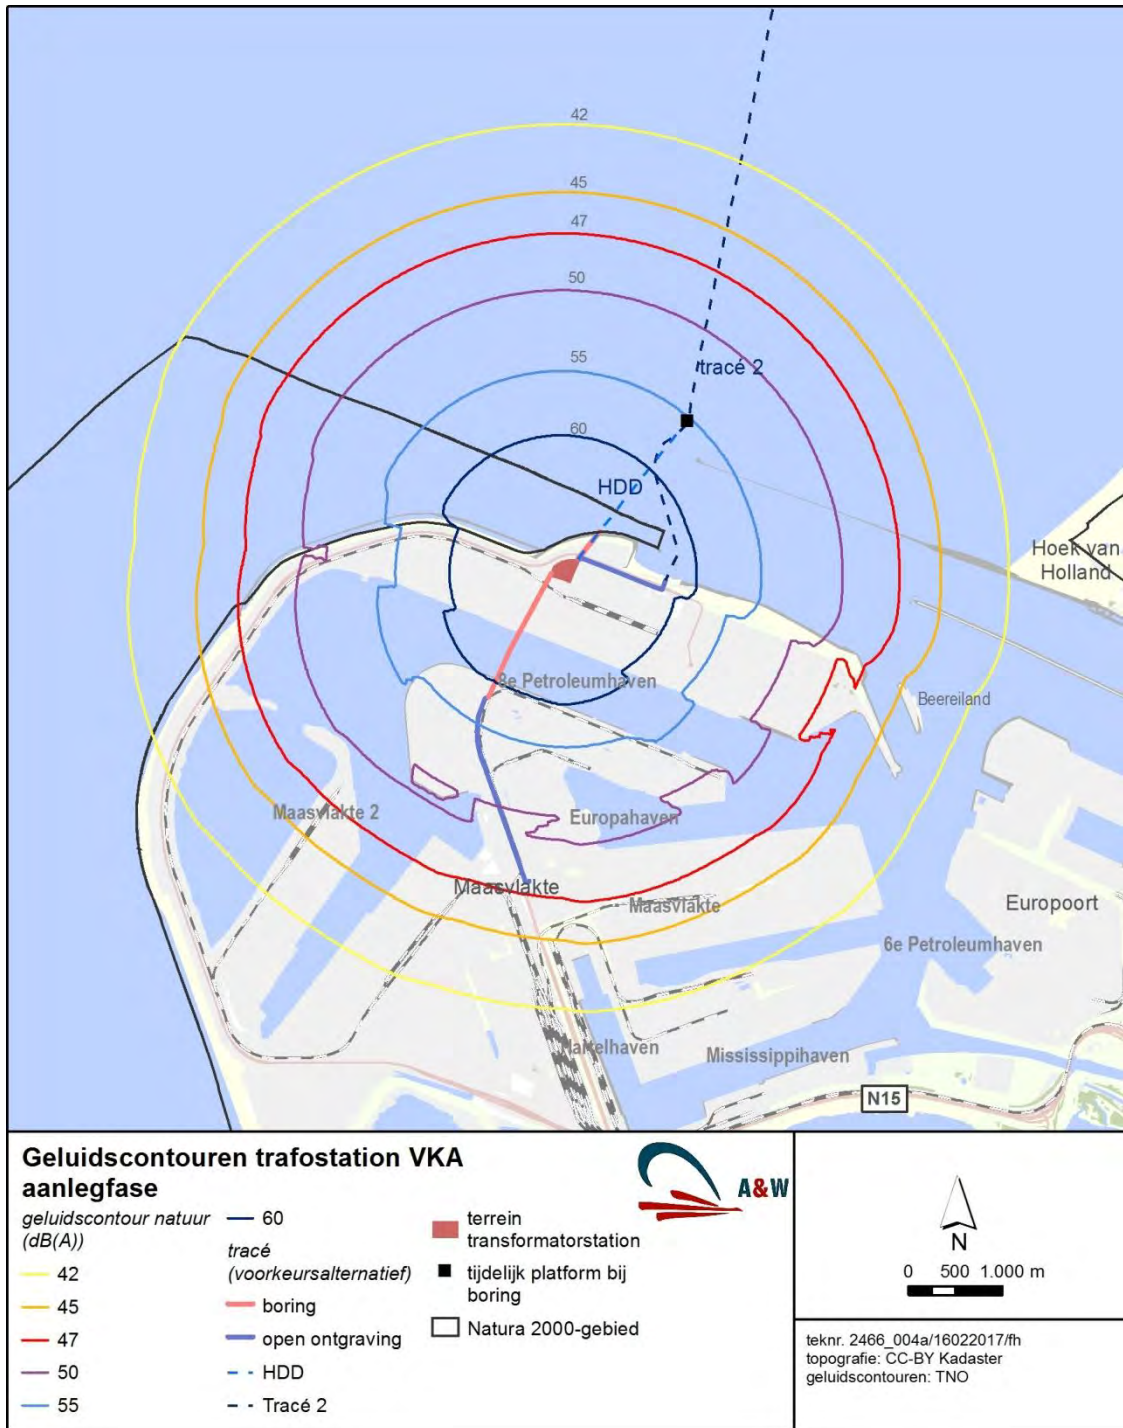 42
45
47
50
55
tracé 2
60
HDD
Hoek van
Holland
8e Petroleumhaven
Beereiland
Maasvlakte 2
Europahaven
Maasvlakte
Maasvlakte
Europoort
6e Petroleumhaven
Hartelhaven
Mississippihaven
N15
Geluidscontouren trafostation VKA
aanlegfase
geluidscontour natuur
(dB(A))
42
45
47
50
55
60
tracé
(voorkeursalternatief)
boring
open ontgraving
HDD
Tracé 2
terrein
transformatorstation
tijdelijk platform bij
boring
Natura 2000-gebied
A&W
N
0 500 1.000 m
teknr. 2466_004a/16022017/fh
topografie: CC-BY Kadaster
geluidscontouren: TNO